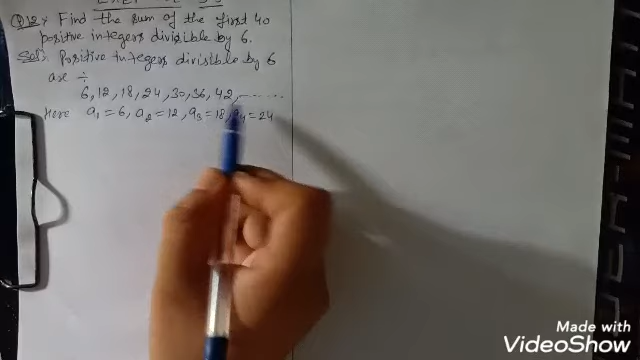 Q.12: Find the sum of the first 40
positive integers divisible by 6.
Sol: Positive integers divisible by 6
are ÷
6, 12, 18, 24, 30, 36, 42, ........
Here a₁ = 6, a₂ = 12, a₃ = 18, a₄ = 24
Made with
VideoShow